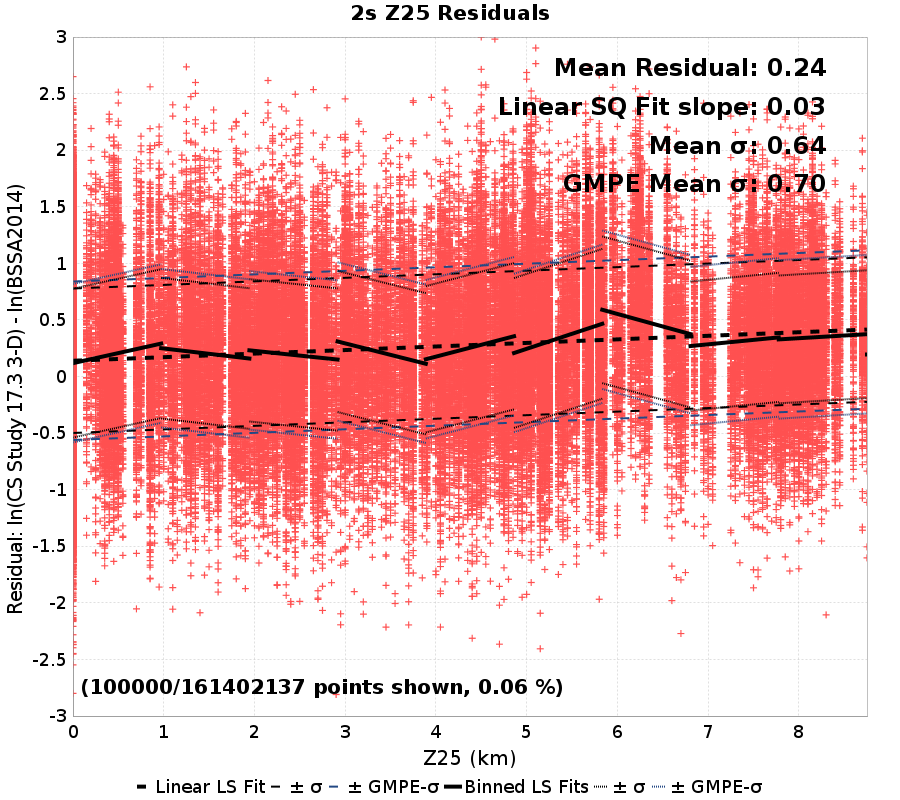 2s Z25 Residuals
Mean Residual: 0.24
Linear SQ Fit slope: 0.03
Mean σ: 0.64
GMPE Mean σ: 0.70
Residual: ln(CS Study 17.3 3-D) - ln(BSSA2014)
3
2.5
2
1.5
1
0.5
0
-0.5
-1
-1.5
-2
-2.5
-3
(100000/161402137 points shown, 0.06 %)
0 1 2 3 4 5 6 7 8
Z25 (km)
Linear LS Fit ± σ ± GMPE-σ Binned LS Fits ± σ ± GMPE-σ